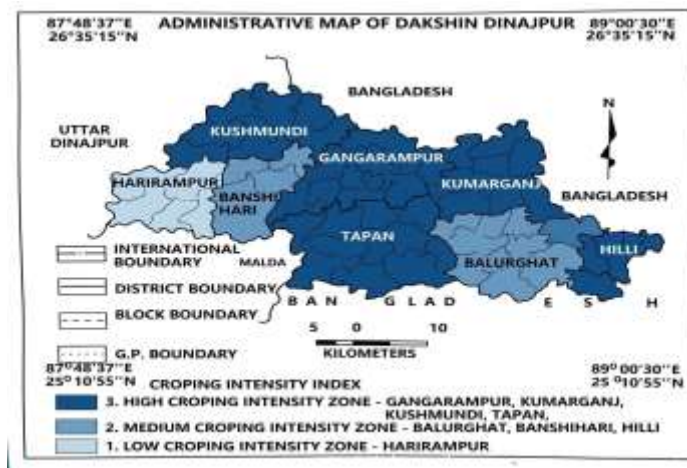 87°48'37"E ADMINISTRATIVE MAP OF DAKSHIN DINAJPUR 89°00'30"E
26°35'15"N 26°35'15"N
BANGLADESH
N
UTTAR
DINAJPUR
KUSHMUNDI
GANGARAMPUR
HARIRAMPUR
KUMARGANJ
BANSHI
HARI
BANGLADESH
TAPAN
HILLI
INTERNATIONAL
BOUNDARY
MALDA
BALURGHAT
DISTRICT BOUNDARY
BAN GLAD E S H
BLOCK BOUNDARY
5 0 10
KILOMETERS
G.P. BOUNDARY
87°48'37"E 89°00'30"E
25°10'55"N 25°10'55"N
CROPING INTENSITY INDEX
3. HIGH CROPING INTENSITY ZONE - GANGARAMPUR, KUMARGANJ,
KUSHMUNDI, TAPAN,
2. MEDIUM CROPING INTENSITY ZONE - BALURGHAT, BANSHIHARI, HILLI
1. LOW CROPING INTENSITY ZONE - HARIRAMPUR